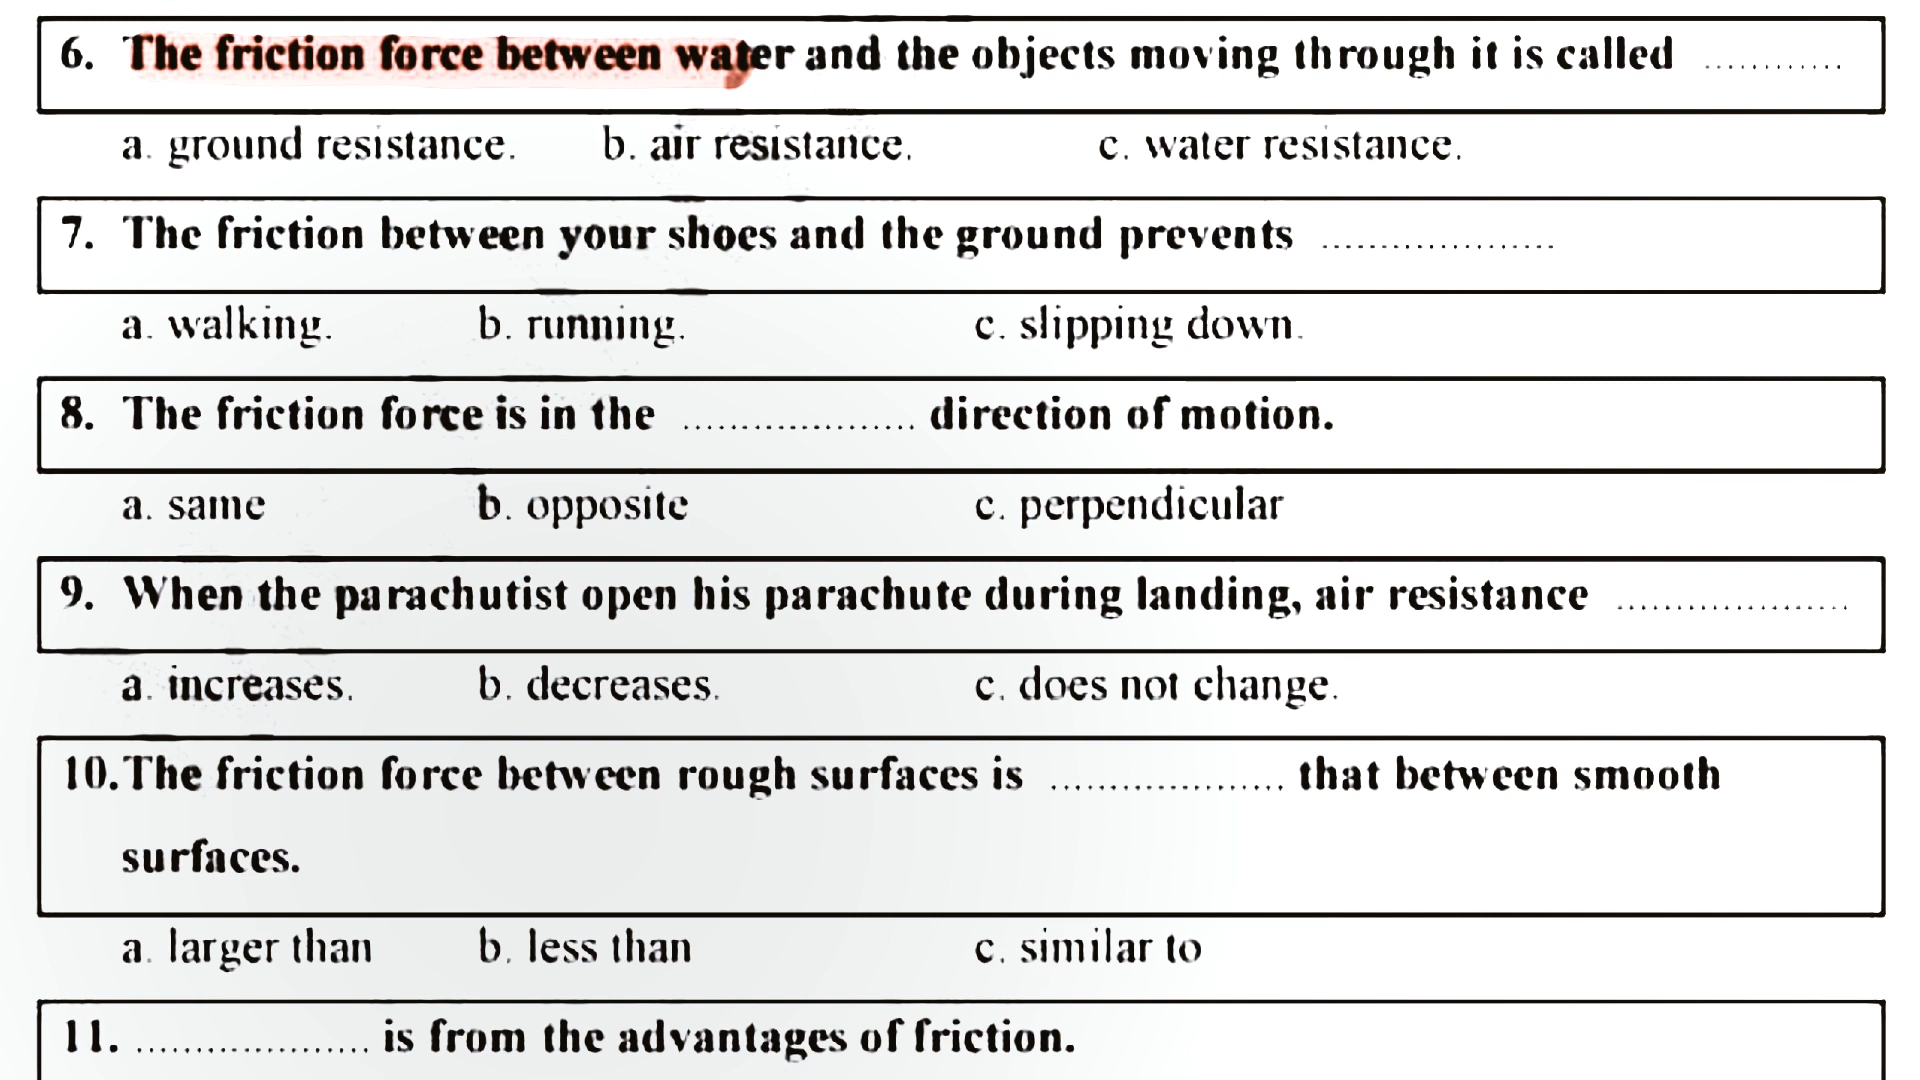 6. The friction force between water and the objects moving through it is called ............
a. ground resistance. b. air resistance. c. water resistance.
7. The friction between your shoes and the ground prevents ....................
a. walking. b. running. c. slipping down.
8. The friction force is in the .................... direction of motion.
a. same b. opposite c. perpendicular
9. When the parachutist open his parachute during landing, air resistance ....................
a. increases. b. decreases. c. does not change.
10. The friction force between rough surfaces is .................... that between smooth
surfaces.
a. larger than b. less than c. similar to
11. .................... is from the advantages of friction.